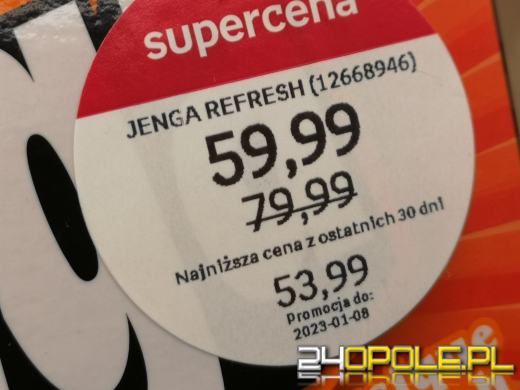 supercena
JENGA REFRESH (12668946)
59,99
79,99
Najniższa cena z ostatnich 30 dni
53,99
Promocja do:
2023-01-08
24OPOLE.PL